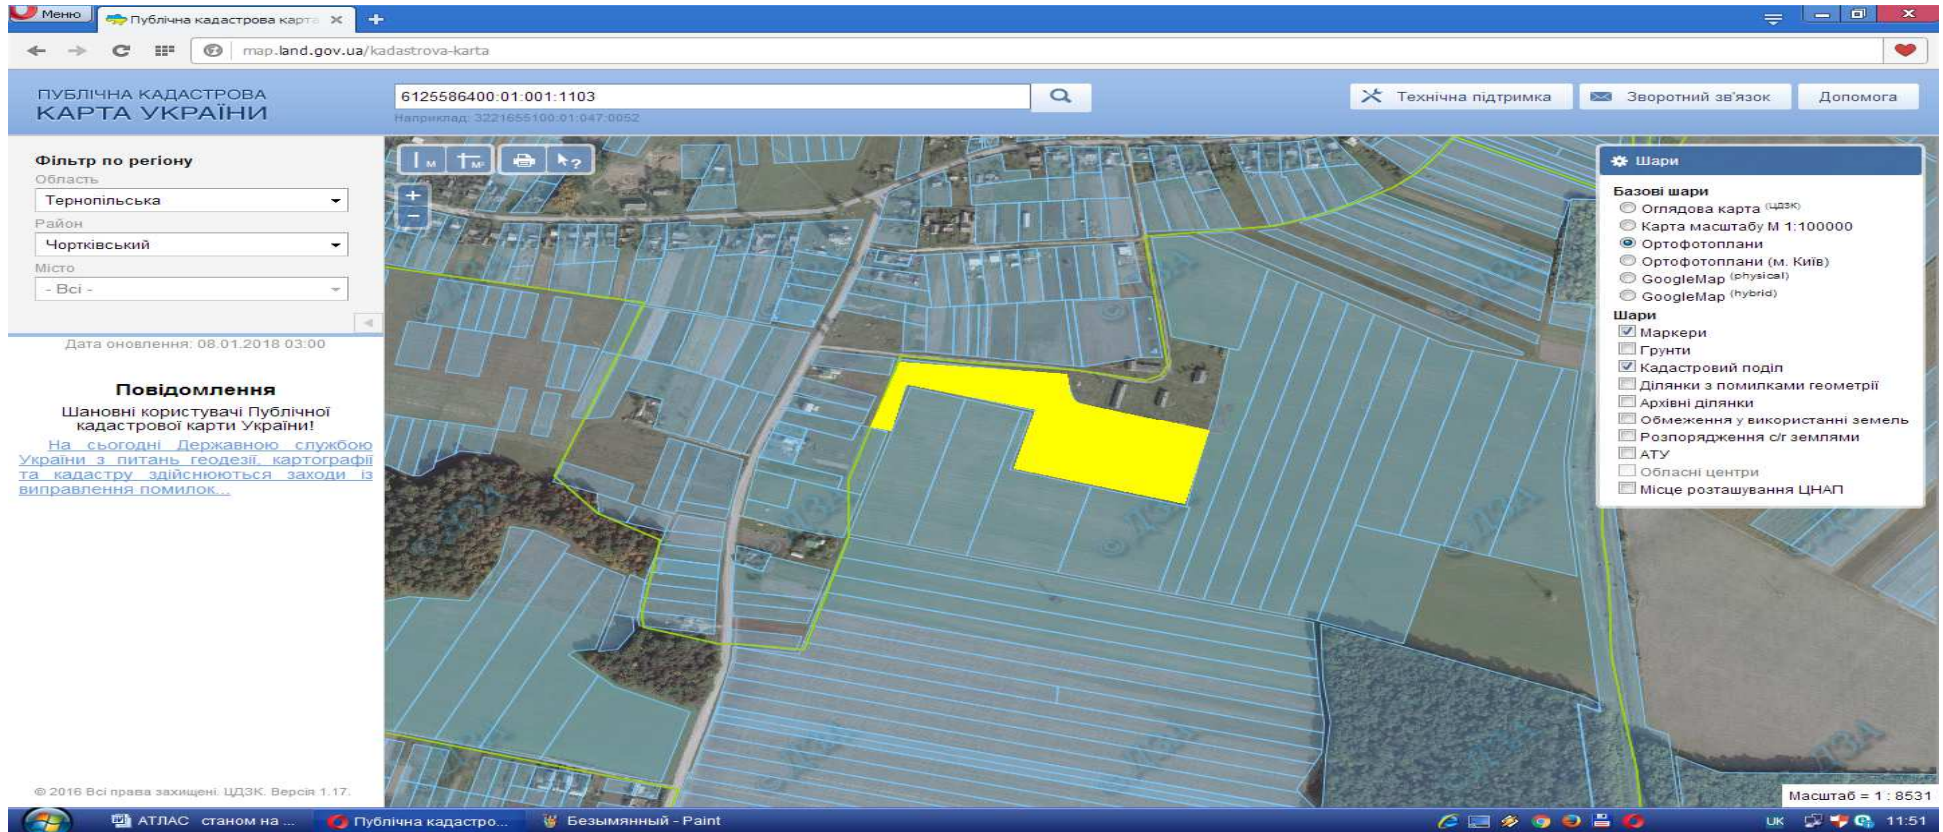 Меню
Публічна кадастрова карта
map.land.gov.ua/kadastrova-karta
ПУБЛІЧНА КАДАСТРОВА
КАРТА УКРАЇНИ
6125586400:01:001:1103
Наприклад: 3221655100:01:047:0052
Технічна підтримка
Зворотний зв'язок
Допомога
Фільтр по регіону
Область
Тернопільська
Район
Чортківський
Місто
- Всі -
Дата оновлення: 08.01.2018 03:00
Повідомлення
Шановні користувачі Публічної
кадастрової карти України!
На сьогодні Державною службою
України з питань геодезії, картографії
та кадастру здійснюються заходи із
виправлення помилок...
© 2016 Всі права захищені. ЦДЗК. Версія 1.17.
м
м²
+
−
Шари
Базові шари
Оглядова карта (ЦДЗК)
Карта масштабу М 1:100000
Ортофотоплани
Ортофотоплани (м. Київ)
GoogleMap (physical)
GoogleMap (hybrid)
Шари
Маркери
Грунти
Кадастровий поділ
Ділянки з помилками геометрії
Архівні ділянки
Обмеження у використанні земель
Розпорядження с/г землями
АТУ
Обласні центри
Місце розташування ЦНАП
© ДЗА
Масштаб = 1 : 8531
АТЛАС станом на ...
Публічна кадастро...
Безымянный - Paint
UK
11:51